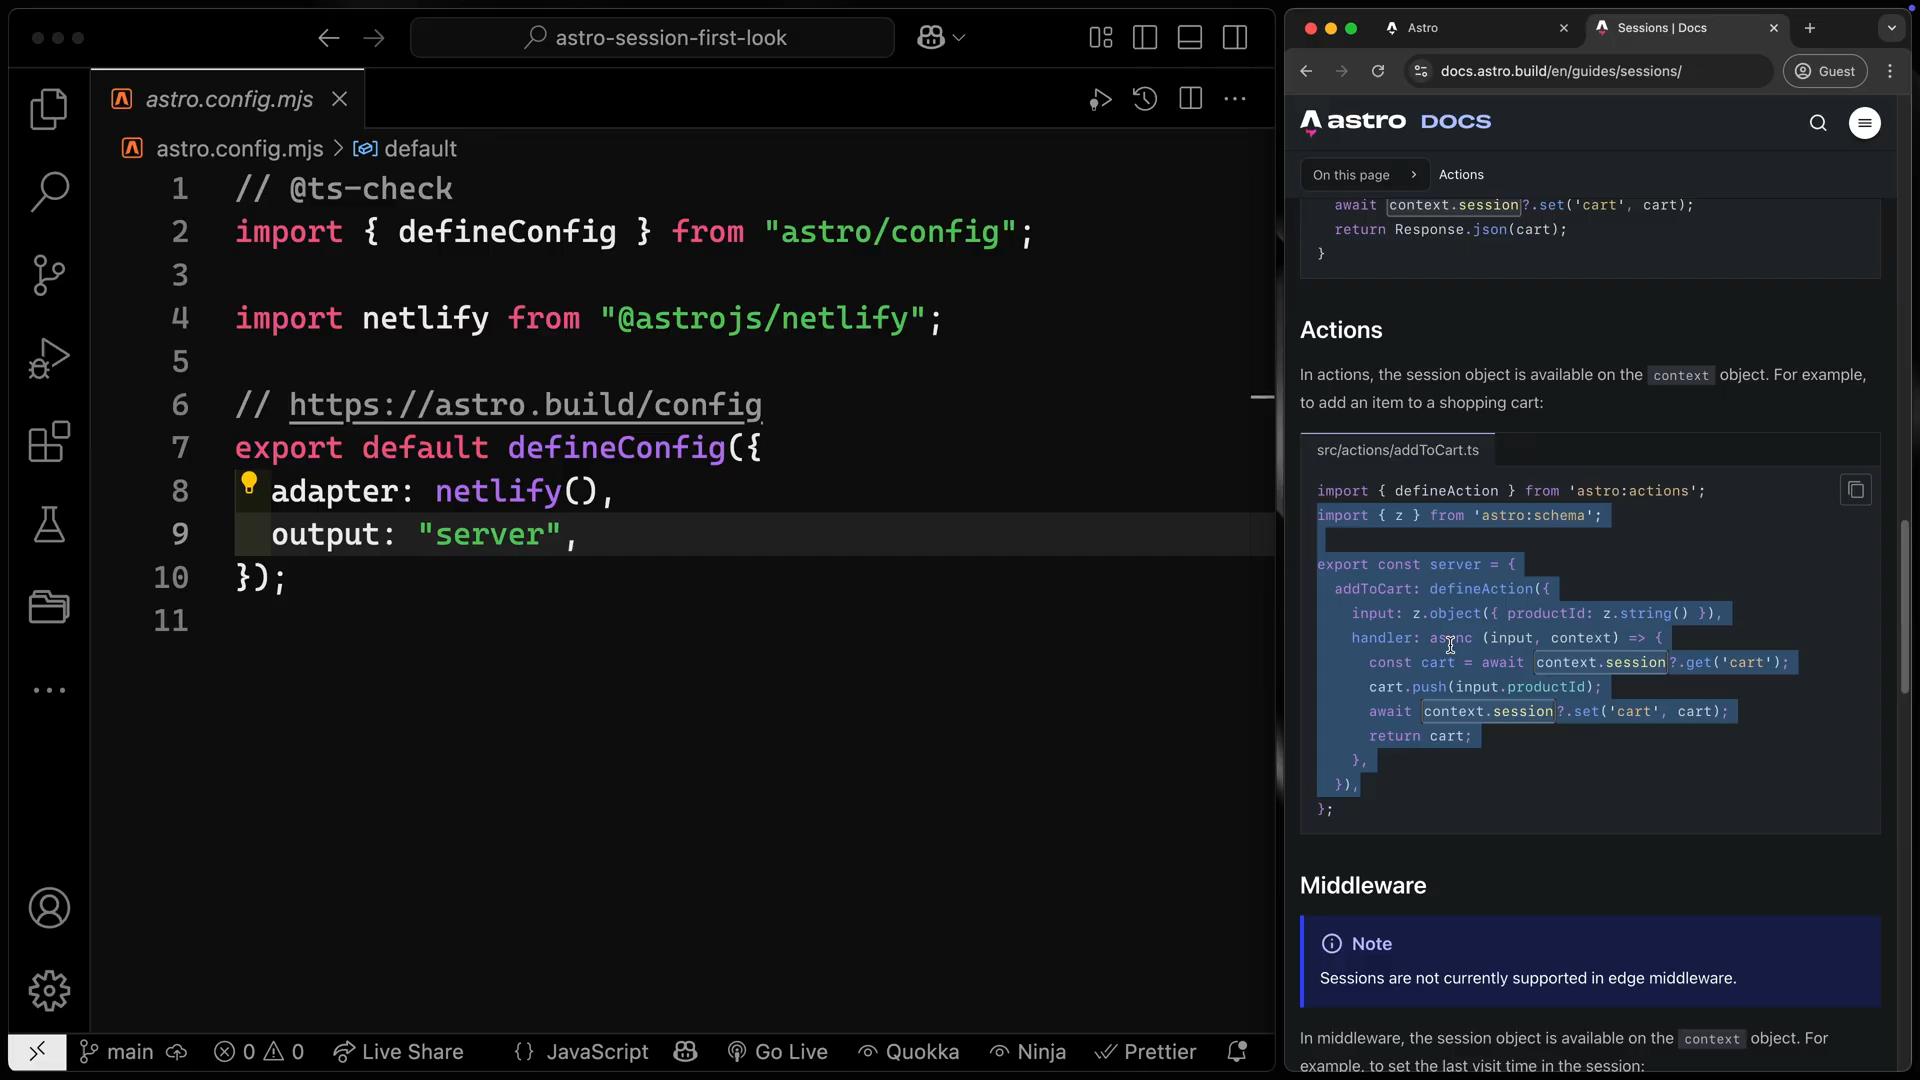 astro-session-first-look
astro.config.mjs
astro.config.mjs > default
1 // @ts-check
2 import { defineConfig } from "astro/config";
3
4 import netlify from "@astrojs/netlify";
5
6 // https://astro.build/config
7 export default defineConfig({
8 adapter: netlify(),
9 output: "server",
10 });
11
main 0 0 Live Share {} JavaScript Go Live Quokka Ninja Prettier
Astro Sessions | Docs
docs.astro.build/en/guides/sessions/ Guest
astro DOCS
On this page > Actions
await context.session?.set('cart', cart);
return Response.json(cart);
}
Actions
In actions, the session object is available on the context object. For example,
to add an item to a shopping cart:
src/actions/addToCart.ts
import { defineAction } from 'astro:actions';
import { z } from 'astro:schema';
export const server = {
addToCart: defineAction({
input: z.object({ productId: z.string() }),
handler: async (input, context) => {
const cart = await context.session?.get('cart');
cart.push(input.productId);
await context.session?.set('cart', cart);
return cart;
},
}),
};
Middleware
Note
Sessions are not currently supported in edge middleware.
In middleware, the session object is available on the context object. For
example, to set the last visit time in the session: